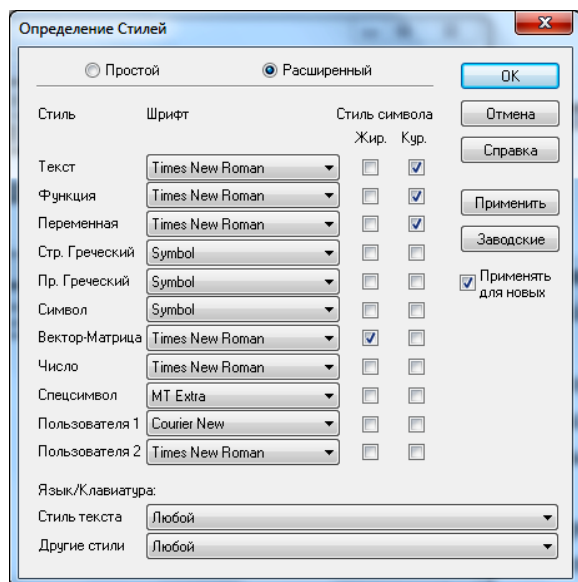 Определение Стилей
Простой Расширенный OK
Стиль Шрифт Стиль символа Отмена
Жир. Кур.
Справка
Текст Times New Roman
Функция Times New Roman
Применить
Переменная Times New Roman
Заводские
Стр. Греческий Symbol
Пр. Греческий Symbol
Применять
для новых
Символ Symbol
Вектор-Матрица Times New Roman
Число Times New Roman
Спецсимвол MT Extra
Пользователя 1 Courier New
Пользователя 2 Times New Roman
Язык/Клавиатура:
Стиль текста Любой
Другие стили Любой